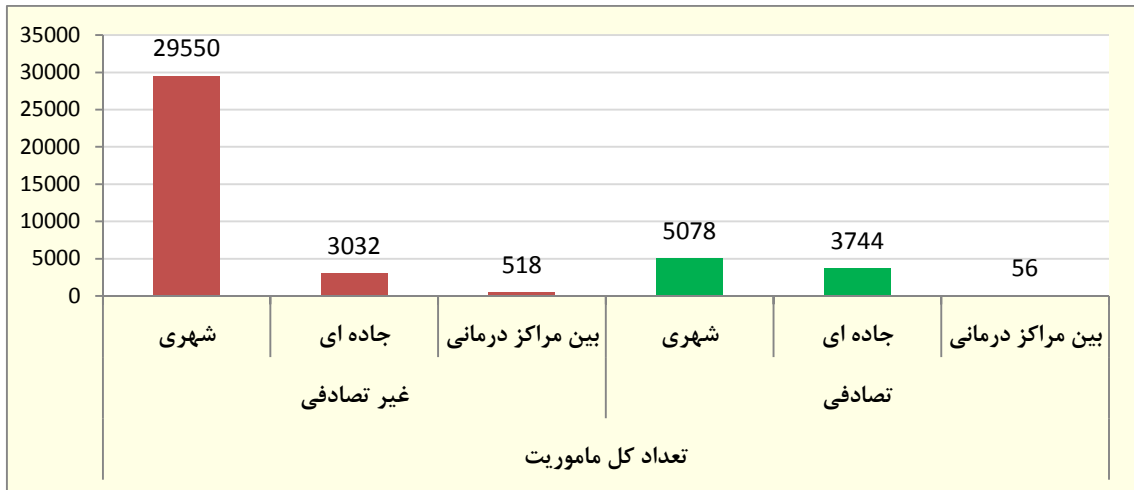 35000
30000
25000
20000
15000
10000
5000
0
29550
3032
518
5078
3744
56
شهری
جاده ای
بین مراکز درمانی
شهری
جاده ای
بین مراکز درمانی
غیر تصادفی
تصادفی
تعداد کل ماموریت